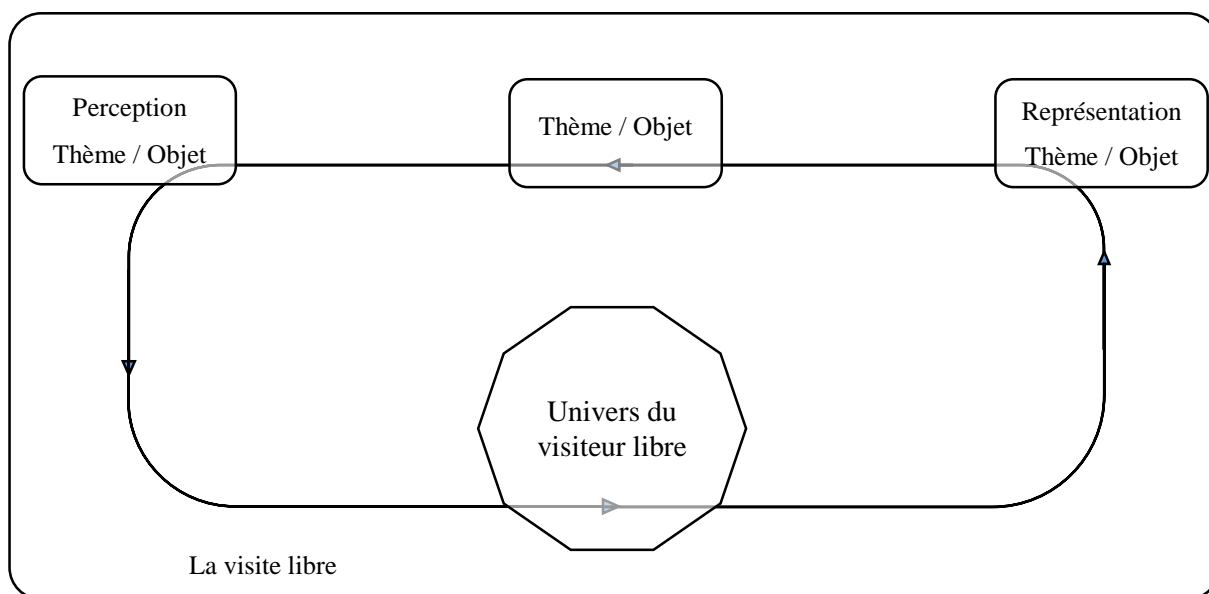 Perception
Thème / Objet
Thème / Objet
Représentation
Thème / Objet
Univers du
visiteur libre
La visite libre